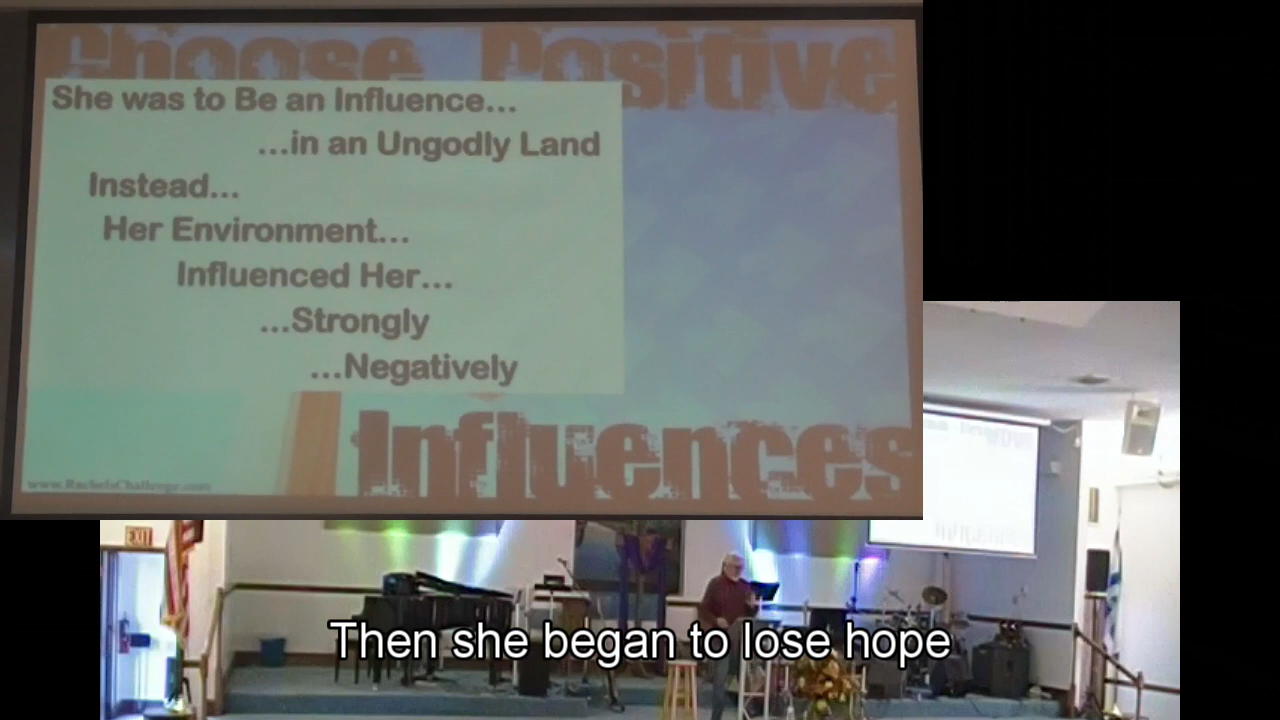 Choose Positive
She was to Be an Influence...
...in an Ungodly Land
Instead...
Her Environment...
Influenced Her...
...Strongly
...Negatively
Influences
www.RachelsChallenge.com
EXIT
Then she began to lose hope